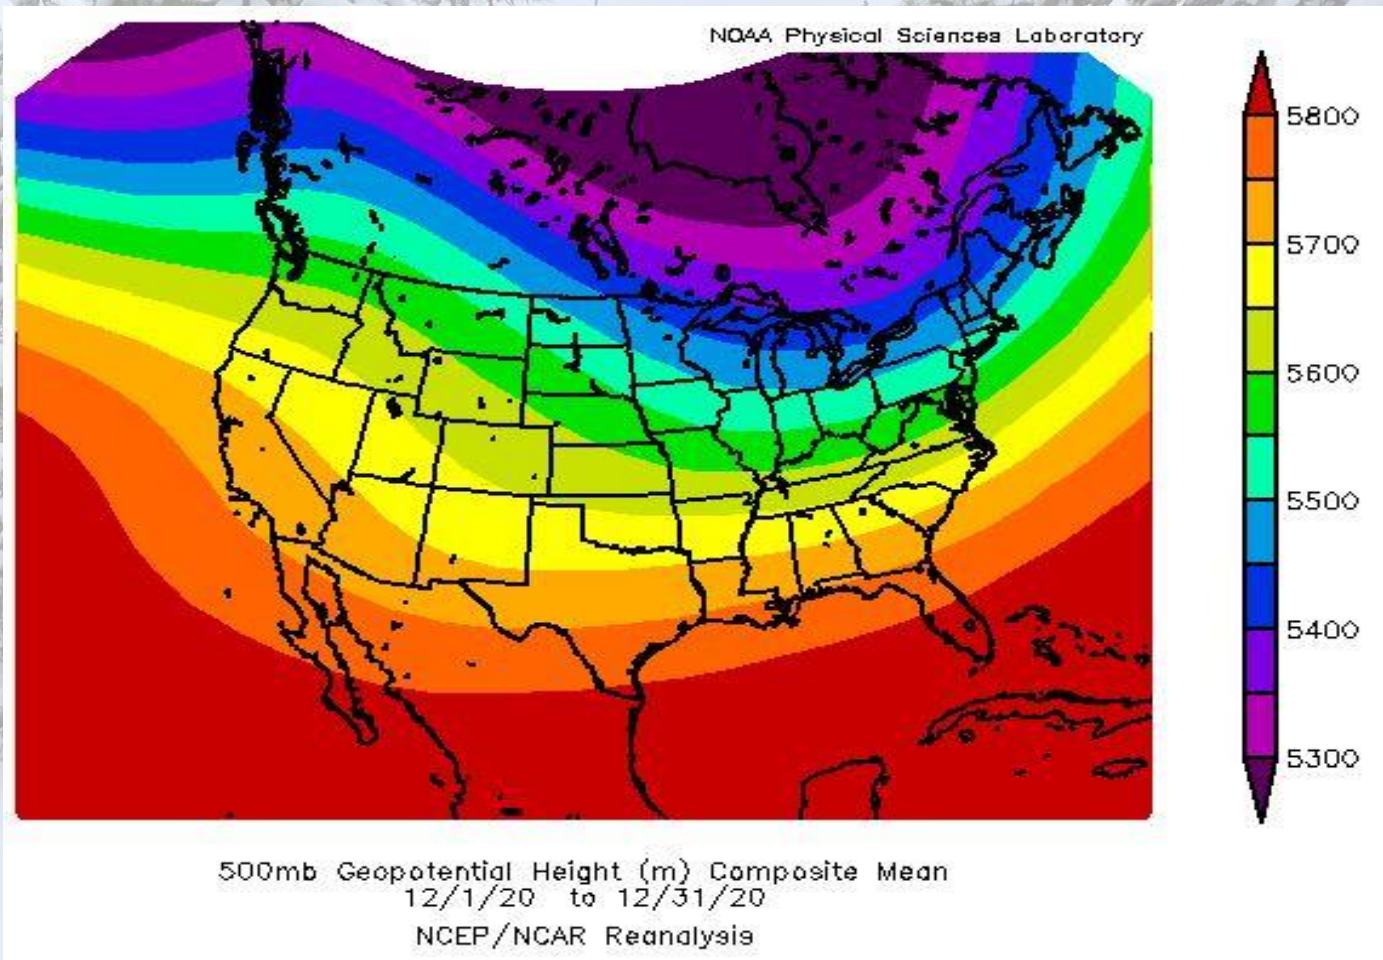 NOAA Physical Sciences Laboratory
5800
5700
5600
5500
5400
5300
500mb Geopotential Height (m) Composite Mean
12/1/20 to 12/31/20
NCEP/NCAR Reanalysis